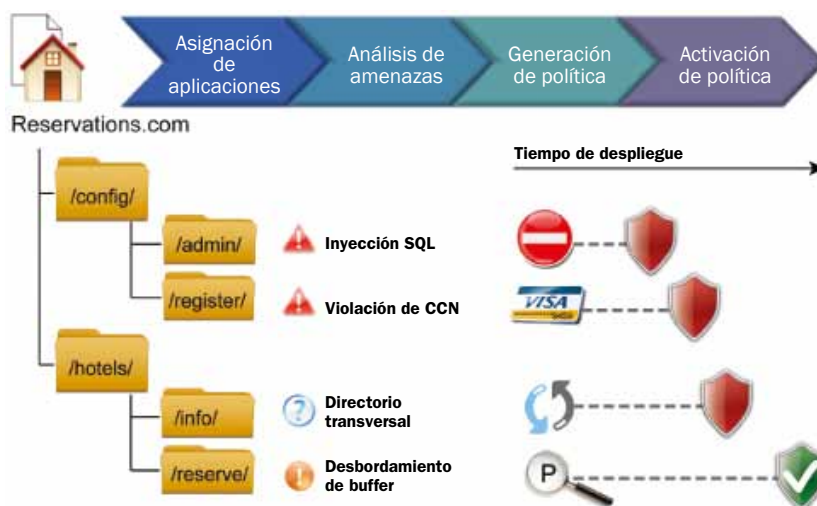 Asignación
de
aplicaciones
Análisis de
amenazas
Generación
de política
Activación
de política
Reservations.com
Tiempo de despliegue
/config/
/admin/
Inyección SQL
/register/
Violación de CCN
VISA
/hotels/
/info/
Directorio
transversal
/reserve/
Desbordamiento
de buffer
P